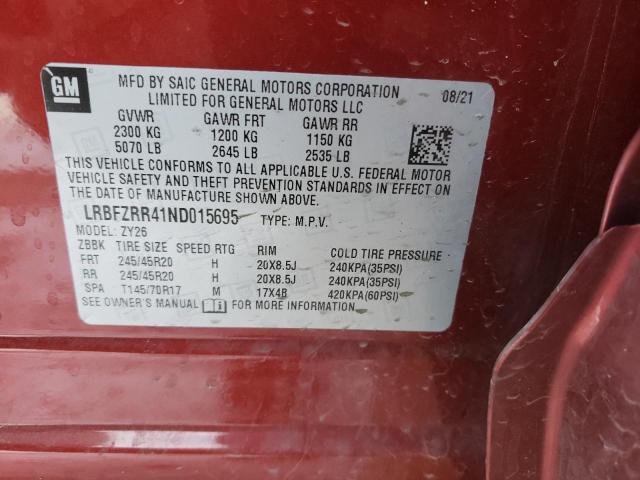 GM
MFD BY SAIC GENERAL MOTORS CORPORATION 08/21
LIMITED FOR GENERAL MOTORS LLC
GVWR GAWR FRT GAWR RR
2300 KG 1200 KG 1150 KG
5070 LB 2645 LB 2535 LB
THIS VEHICLE CONFORMS TO ALL APPLICABLE U.S. FEDERAL MOTOR
VEHICLE SAFETY AND THEFT PREVENTION STANDARDS IN EFFECT ON
THE DATE OF MANUFACTURE SHOWN ABOVE.
LRBFZRR41ND015695 TYPE: M.P.V.
MODEL: ZY26
ZBBK TIRE SIZE SPEED RTG RIM COLD TIRE PRESSURE
FRT 245/45R20 H 20X8.5J 240KPA(35PSI)
RR 245/45R20 H 20X8.5J 240KPA(35PSI)
SPA T145/70R17 M 17X4B 420KPA(60PSI)
SEE OWNER'S MANUAL FOR MORE INFORMATION